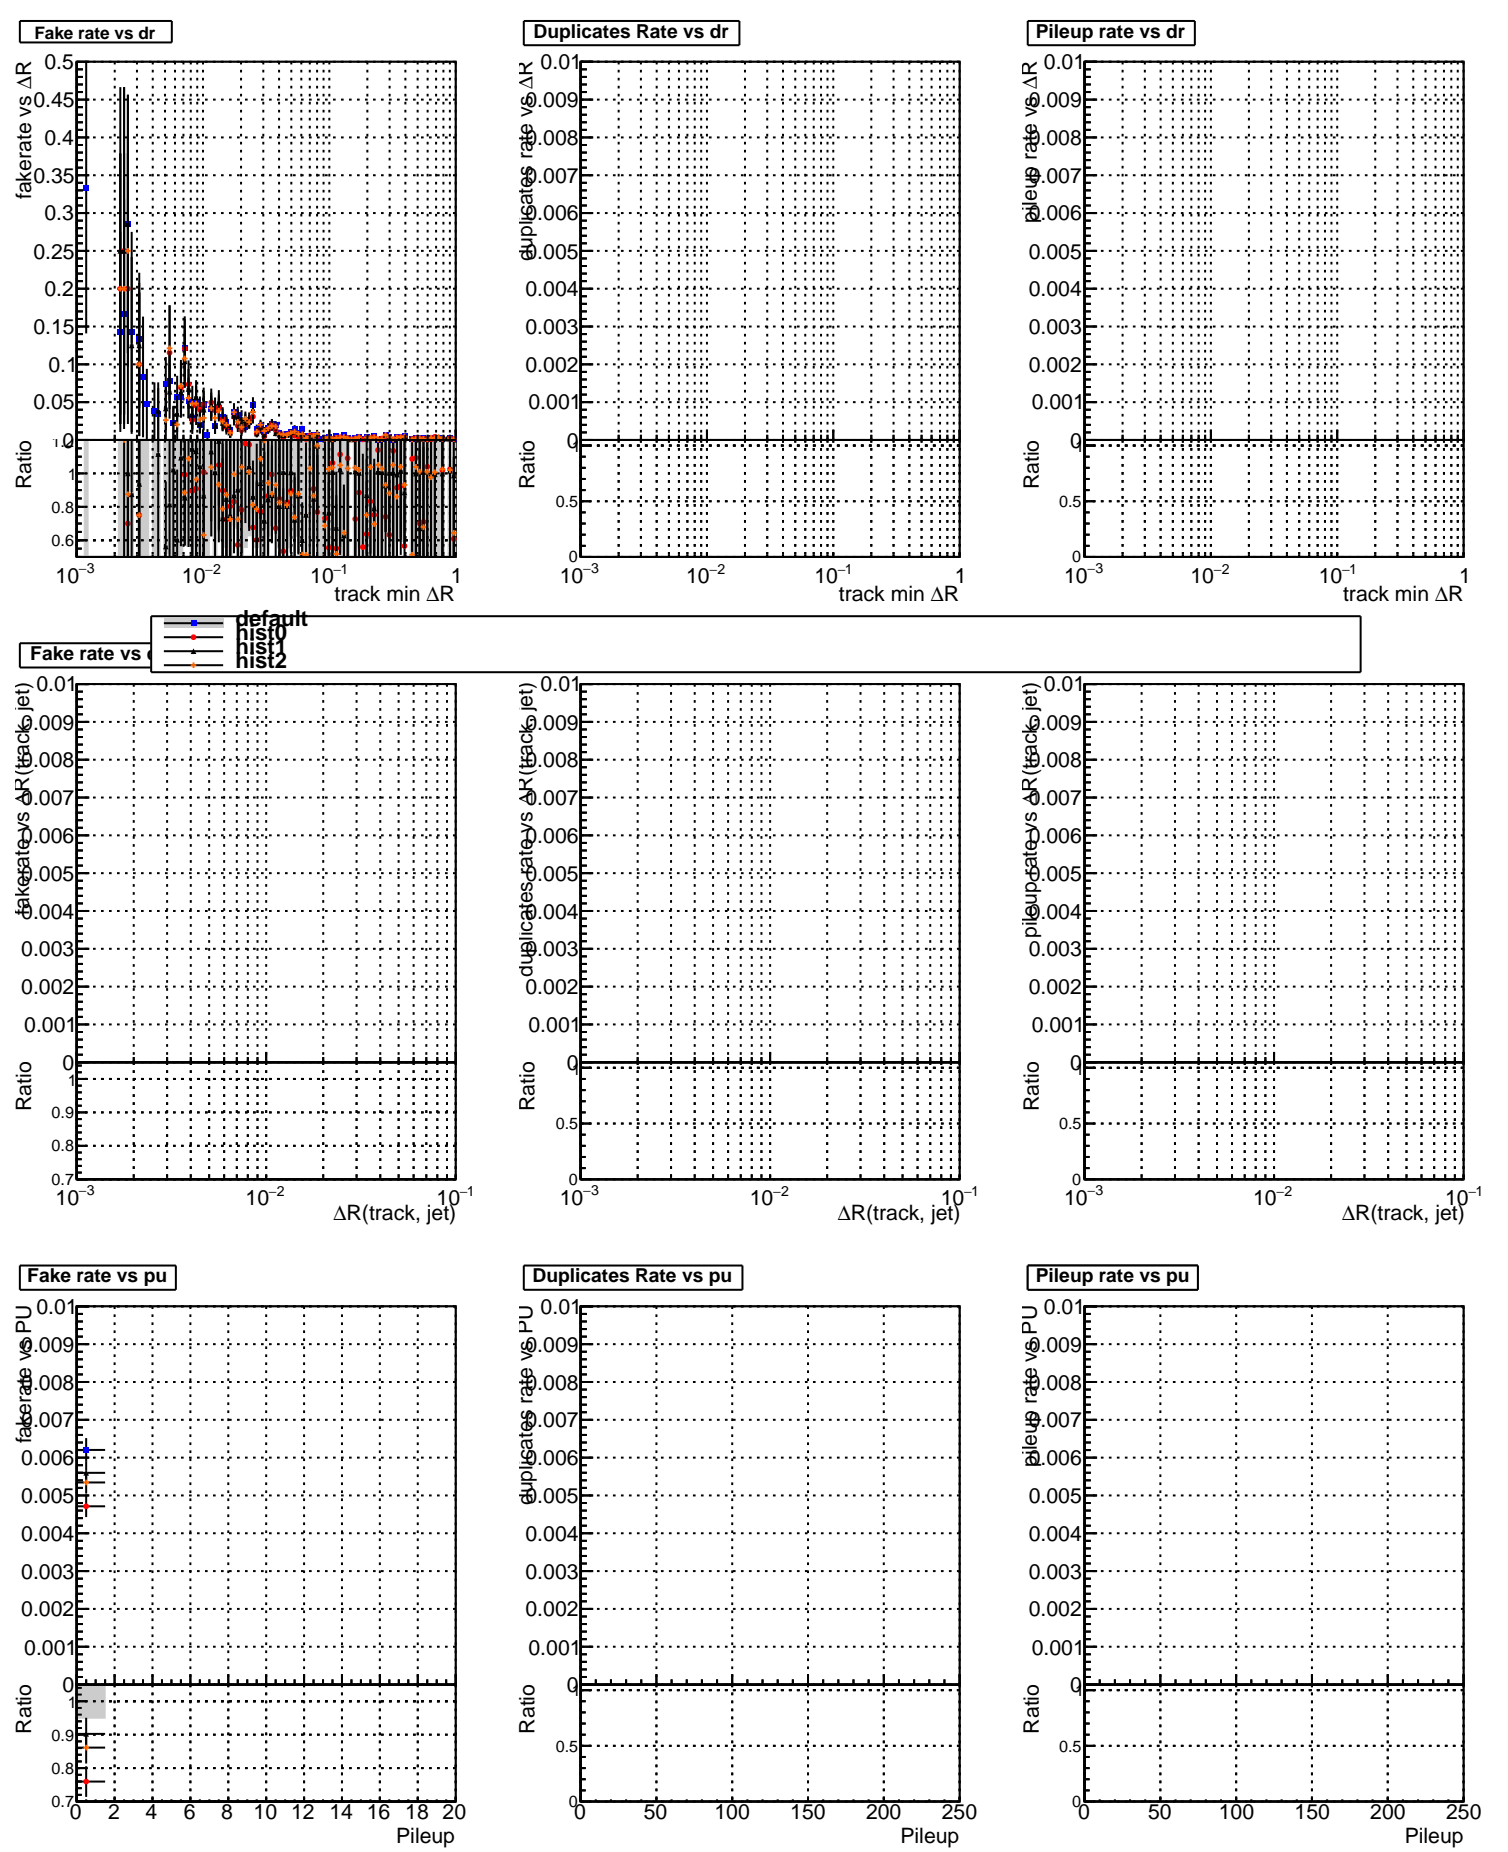 Fake rate vs dr
fakerate vs ΔR
0.5
0.45
0.4
0.35
0.3
0.25
0.2
0.15
0.1
0.05
0
Ratio
1
0.8
0.6
10⁻³ 10⁻² 10⁻¹ 1
track min ΔR
Duplicates Rate vs dr
duplicates rate vs ΔR
0.01
0.009
0.008
0.007
0.006
0.005
0.004
0.003
0.002
0.001
0
Ratio
1
0.5
0
10⁻³ 10⁻² 10⁻¹ 1
track min ΔR
Pileup rate vs dr
pileup rate vs ΔR
0.01
0.009
0.008
0.007
0.006
0.005
0.004
0.003
0.002
0.001
0
Ratio
1
0.5
0
10⁻³ 10⁻² 10⁻¹ 1
track min ΔR
default
hist0
hist1
hist2
Fake rate vs
fakerate vs ΔR(track, jet)
0.01
0.009
0.008
0.007
0.006
0.005
0.004
0.003
0.002
0.001
0
Ratio
1
0.9
0.8
0.7
10⁻³ 10⁻² 10⁻¹
ΔR(track, jet)
duplicates rate vs ΔR(track, jet)
0.01
0.009
0.008
0.007
0.006
0.005
0.004
0.003
0.002
0.001
0
Ratio
1
0.5
0
10⁻³ 10⁻² 10⁻¹
ΔR(track, jet)
pileup rate vs ΔR(track, jet)
0.01
0.009
0.008
0.007
0.006
0.005
0.004
0.003
0.002
0.001
0
Ratio
1
0.5
0
10⁻³ 10⁻² 10⁻¹
ΔR(track, jet)
Fake rate vs pu
fakerate vs PU
0.01
0.009
0.008
0.007
0.006
0.005
0.004
0.003
0.002
0.001
0
Ratio
1
0.9
0.8
0.7
0 2 4 6 8 10 12 14 16 18 20
Pileup
Duplicates Rate vs pu
duplicates rate vs PU
0.01
0.009
0.008
0.007
0.006
0.005
0.004
0.003
0.002
0.001
0
Ratio
1
0.5
0
0 50 100 150 200 250
Pileup
Pileup rate vs pu
pileup rate vs PU
0.01
0.009
0.008
0.007
0.006
0.005
0.004
0.003
0.002
0.001
0
Ratio
1
0.5
0
0 50 100 150 200 250
Pileup